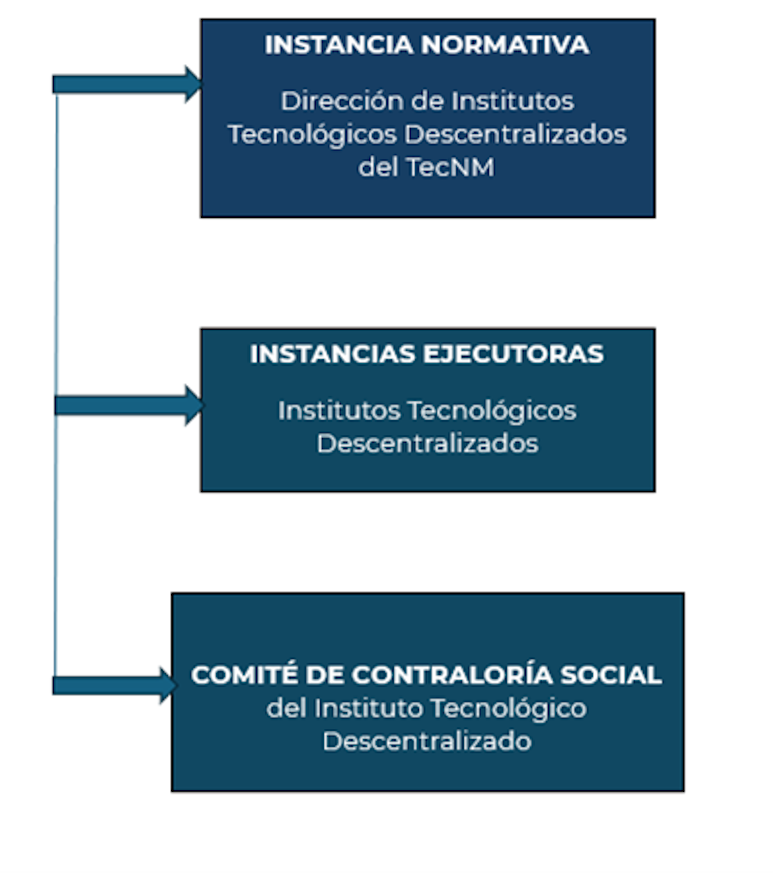 INSTANCIA NORMATIVA
Dirección de Institutos
Tecnológicos Descentralizados
del TecNM
INSTANCIAS EJECUTORAS
Institutos Tecnológicos
Descentralizados
COMITÉ DE CONTRALORÍA SOCIAL
del Instituto Tecnológico
Descentralizado